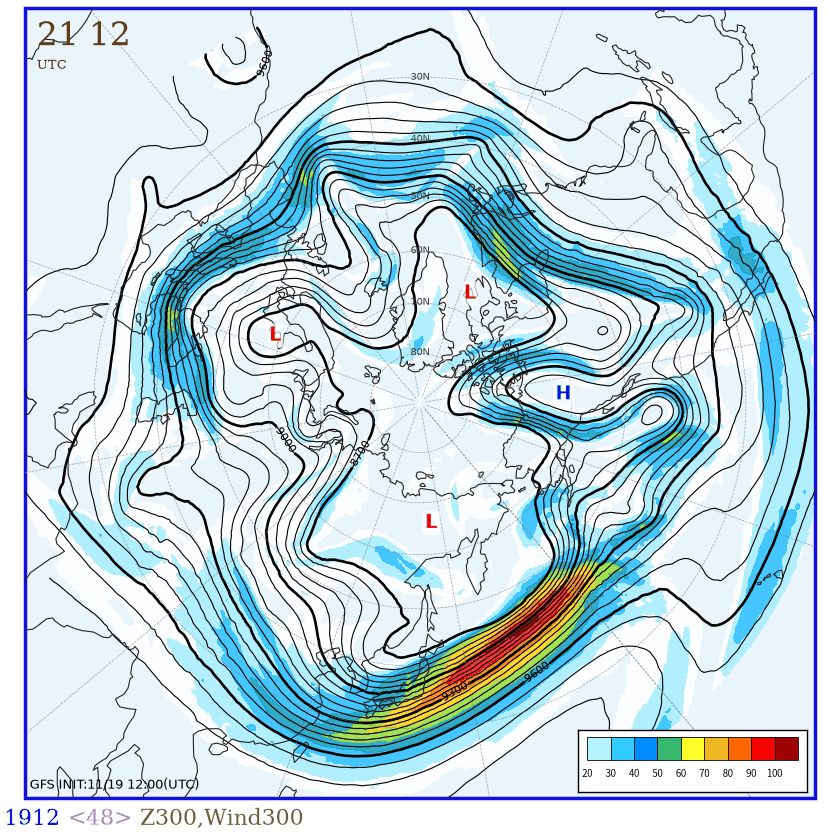 21 12
UTC
9600
30N
40N
50N
60N
L
70N
L
80N
H
9000
8700
L
9600
9300
20 30 40 50 60 70 80 90 100
GFS INIT:11/19 12:00(UTC)
1912 <48> Z300,Wind300